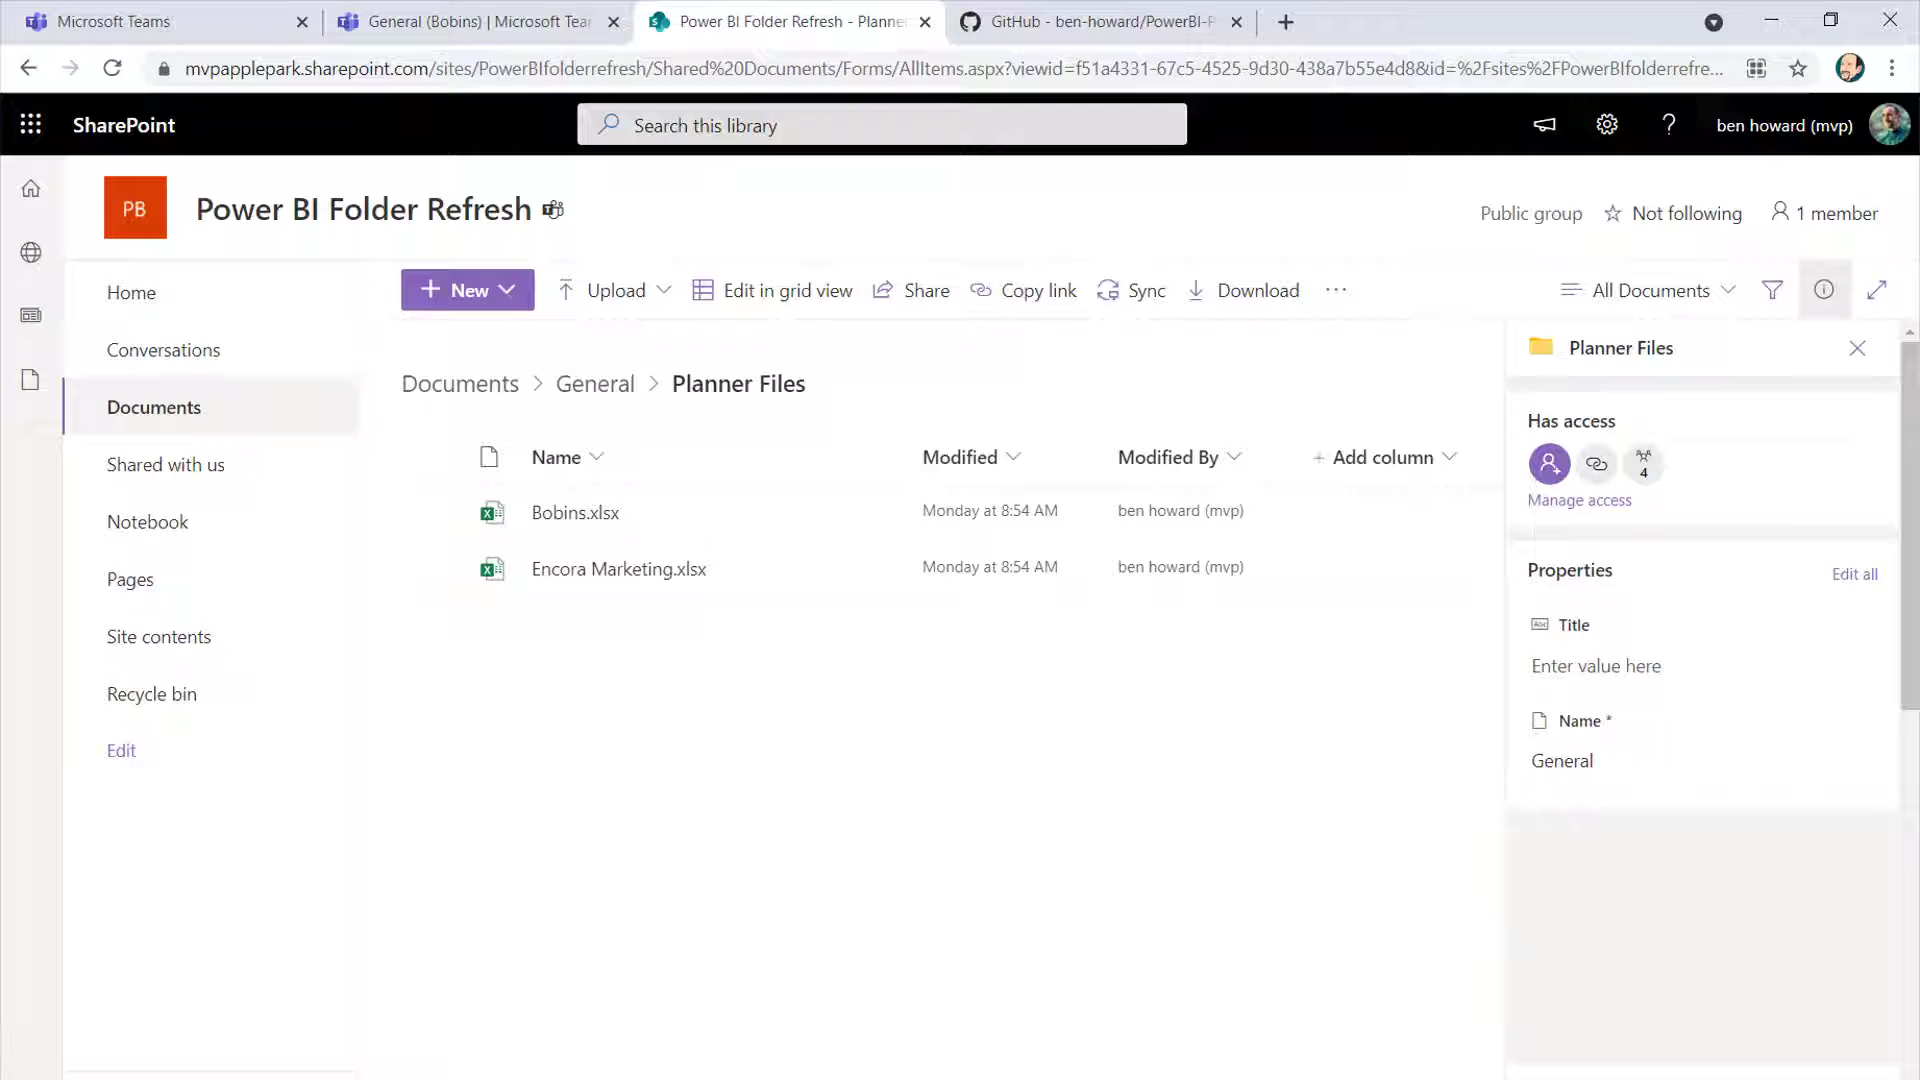 Microsoft Teams
General (Bobins) | Microsoft Tear
Power BI Folder Refresh - Planner
GitHub - ben-howard/PowerBI-P
mvpapplepark.sharepoint.com/sites/PowerBIfolderrefresh/Shared%20Documents/Forms/AllItems.aspx?viewid=f51a4331-67c5-4525-9d30-438a7b55e4d8&id=%2Fsites%2FPowerBIfolderrefre...
SharePoint
Search this library
ben howard (mvp)
PB
Power BI Folder Refresh
Public group
Not following
1 member
Home
Conversations
Documents
Shared with us
Notebook
Pages
Site contents
Recycle bin
Edit
New
Upload
Edit in grid view
Share
Copy link
Sync
Download
All Documents
Documents > General > Planner Files
Name
Modified
Modified By
Add column
Bobins.xlsx
Monday at 8:54 AM
ben howard (mvp)
Encora Marketing.xlsx
Monday at 8:54 AM
ben howard (mvp)
Planner Files
Has access
4
Manage access
Properties
Edit all
Abc
Title
Enter value here
Name *
General